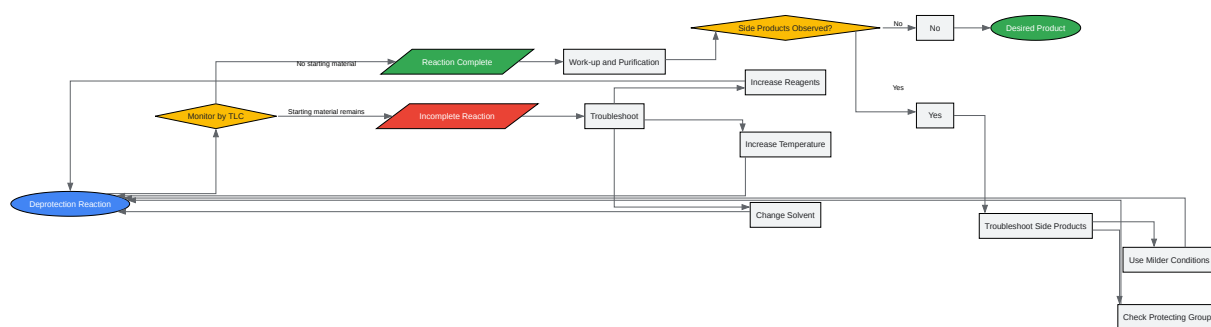 Side Products Observed?
No
No
Desired Product
No starting material
Reaction Complete
Work-up and Purification
Increase Reagents
Yes
Monitor by TLC
Starting material remains
Incomplete Reaction
Troubleshoot
Yes
Increase Temperature
Deprotection Reaction
Change Solvent
Troubleshoot Side Products
Use Milder Conditions
Check Protecting Group